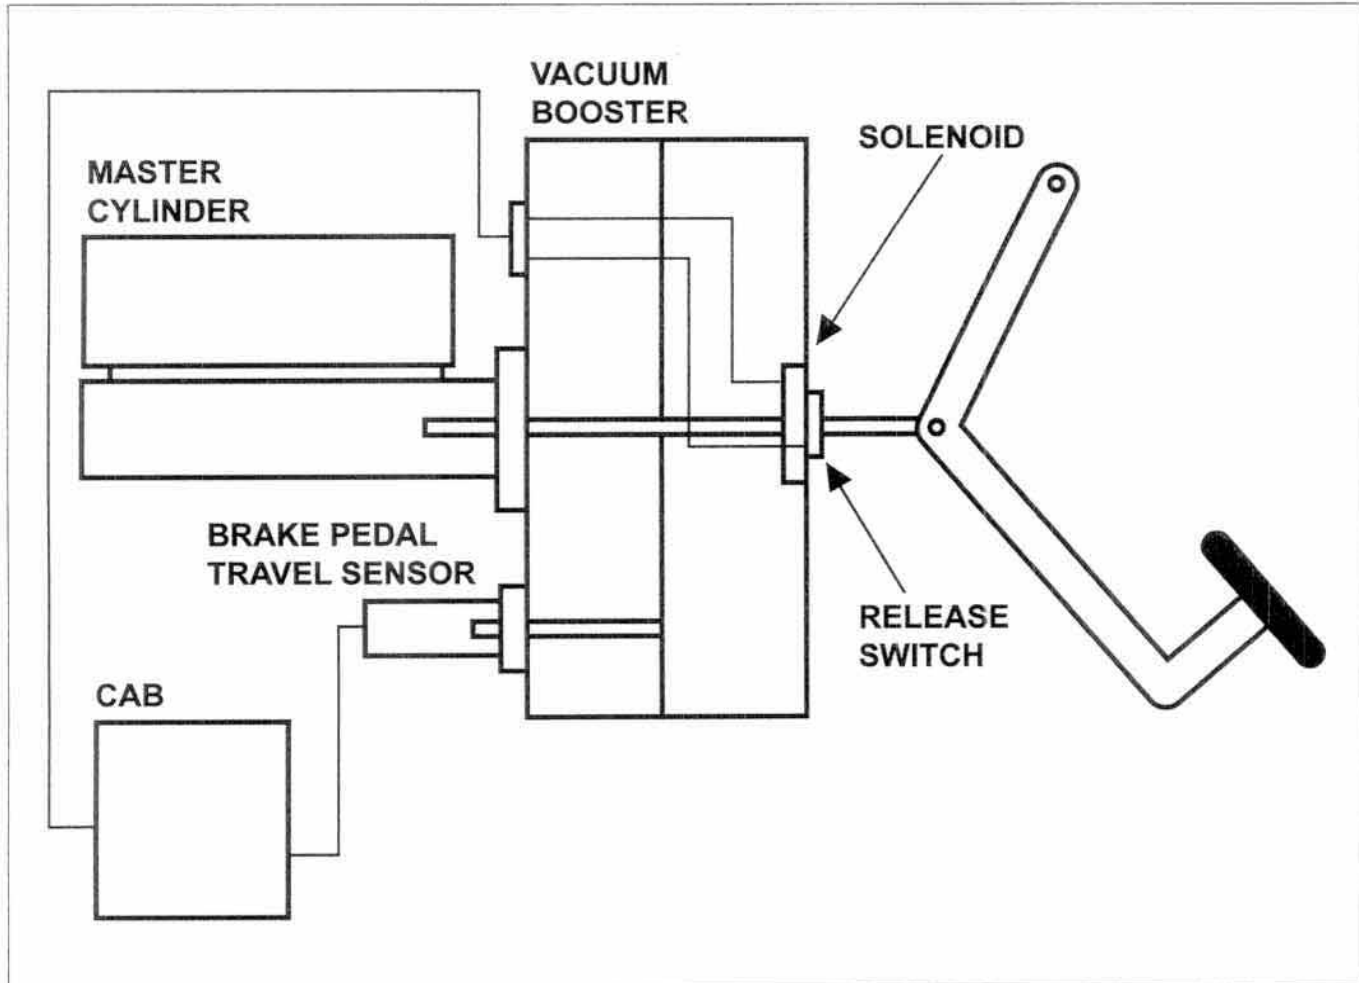 VACUUM
BOOSTER
SOLENOID
MASTER
CYLINDER
BRAKE PEDAL
TRAVEL SENSOR
RELEASE
SWITCH
CAB